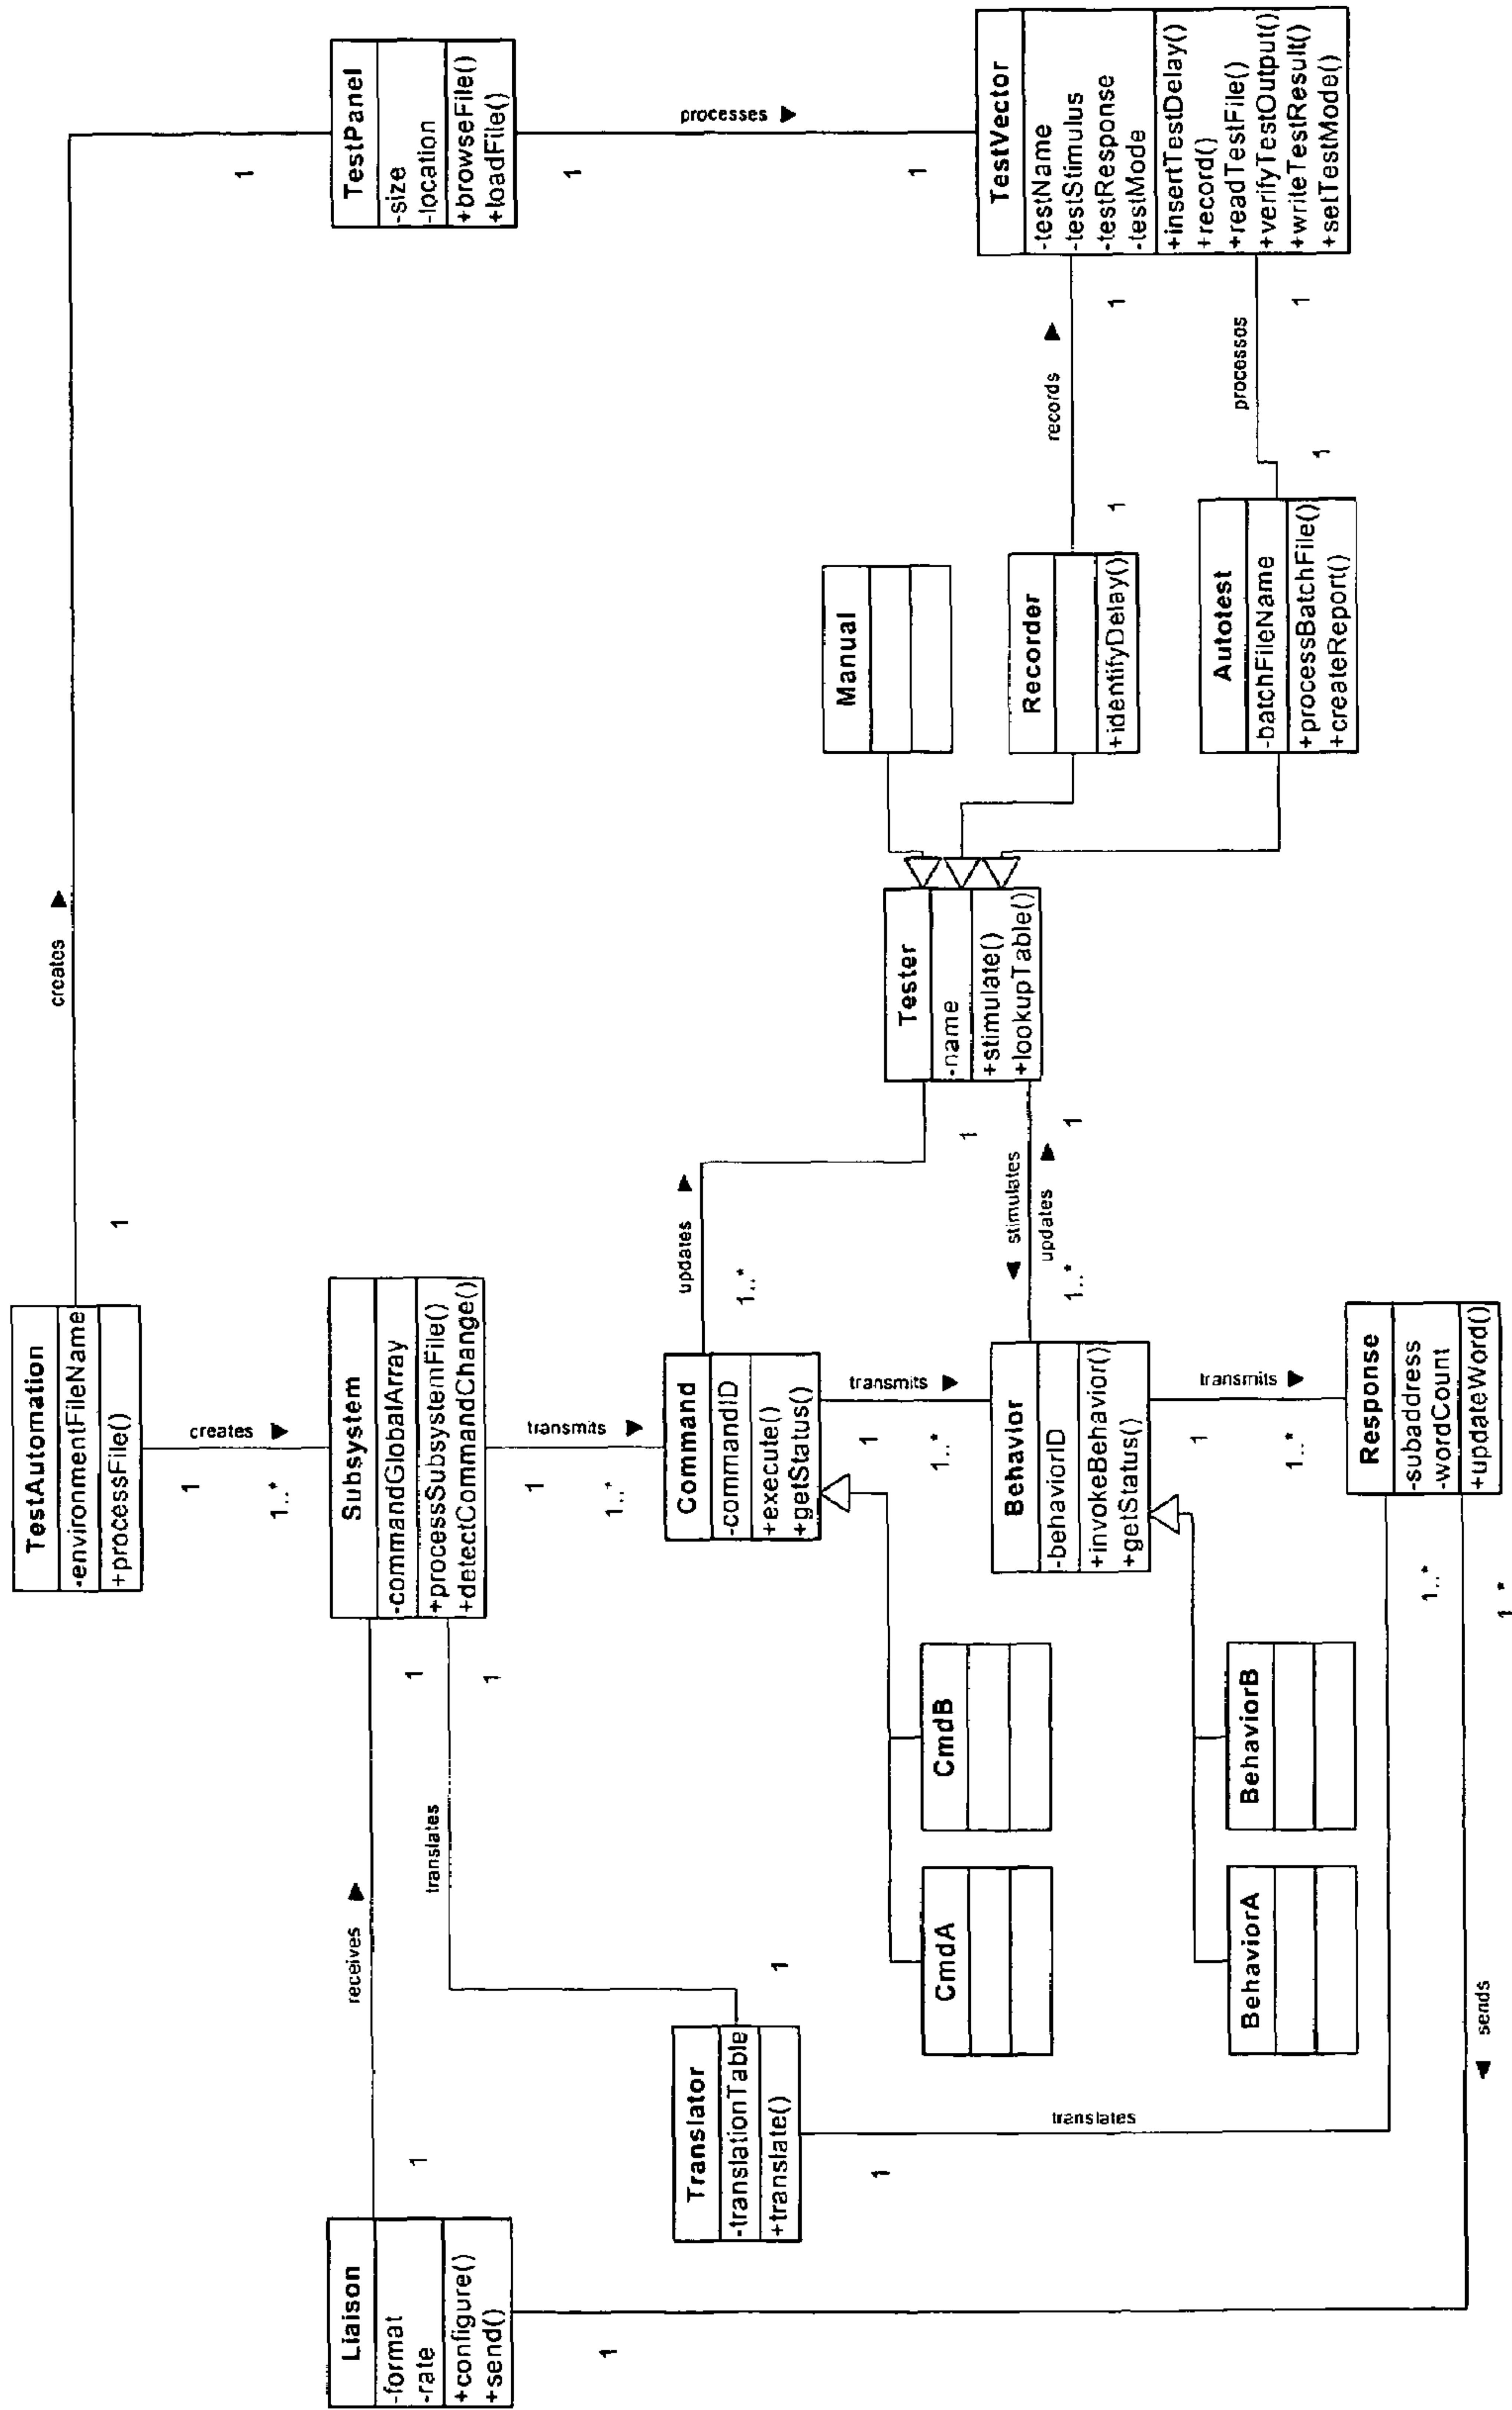 TestAutomation
-environmentFileName
+processFile()
1
creates
1
TestPanel
-size
-location
+browseFile()
+loadFile()
1
processes
1
TestVector
-testName
-testStimulus
-testResponse
-testMode
+insertTestDelay()
+record()
+readTestFile()
+verifyTestOutput()
+writeTestResult()
+setTestMode()
creates
1
1..*
Liaison
-format
-rate
+configure()
+send()
1
receives
1
Subsystem
-commandGlobalArray
+processSubsystemFile()
+detectCommandChange()
1
translates
1
Translator
-translationTable
+translate()
1
translates
1..*
transmits
1
1..*
Command
-commandID
+execute()
+getStatus()
updates
1..*
1
Tester
-name
+stimulate()
+lookupTable()
Manual
Recorder
+identifyDelay()
1
records
1
Autotest
-batchFileName
+processBatchFile()
+createReport()
1
processes
1
CmdA
CmdB
transmits
1
1..*
Behavior
-behaviorID
+invokeBehavior()
+getStatus()
stimulates
updates
1..*
1
BehaviorA
BehaviorB
transmits
1
1..*
Response
-subaddress
-wordCount
+updateWord()
1..*
sends
1